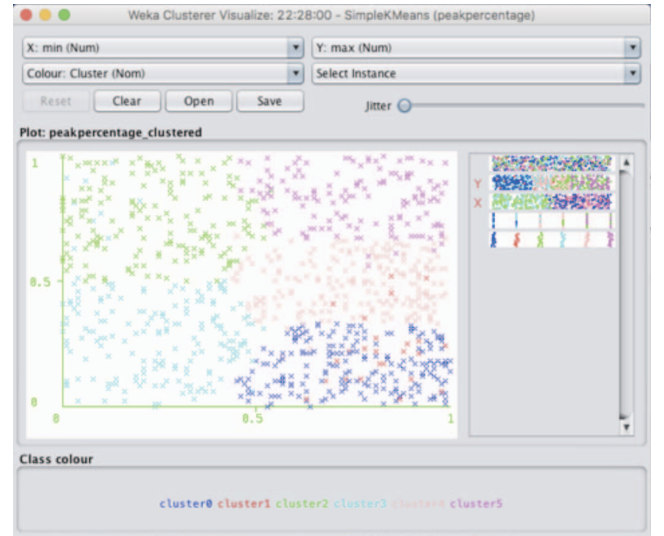 Weka Clusterer Visualize: 22:28:00 - SimpleKMeans (peakpercentage)
X: min (Num) Y: max (Num)
Colour: Cluster (Nom) Select Instance
Reset Clear Open Save Jitter
Plot: peakpercentage_clustered
1
Y
X
0.5
0
0 0.5 1
Class colour
cluster0 cluster1 cluster2 cluster3 cluster4 cluster5